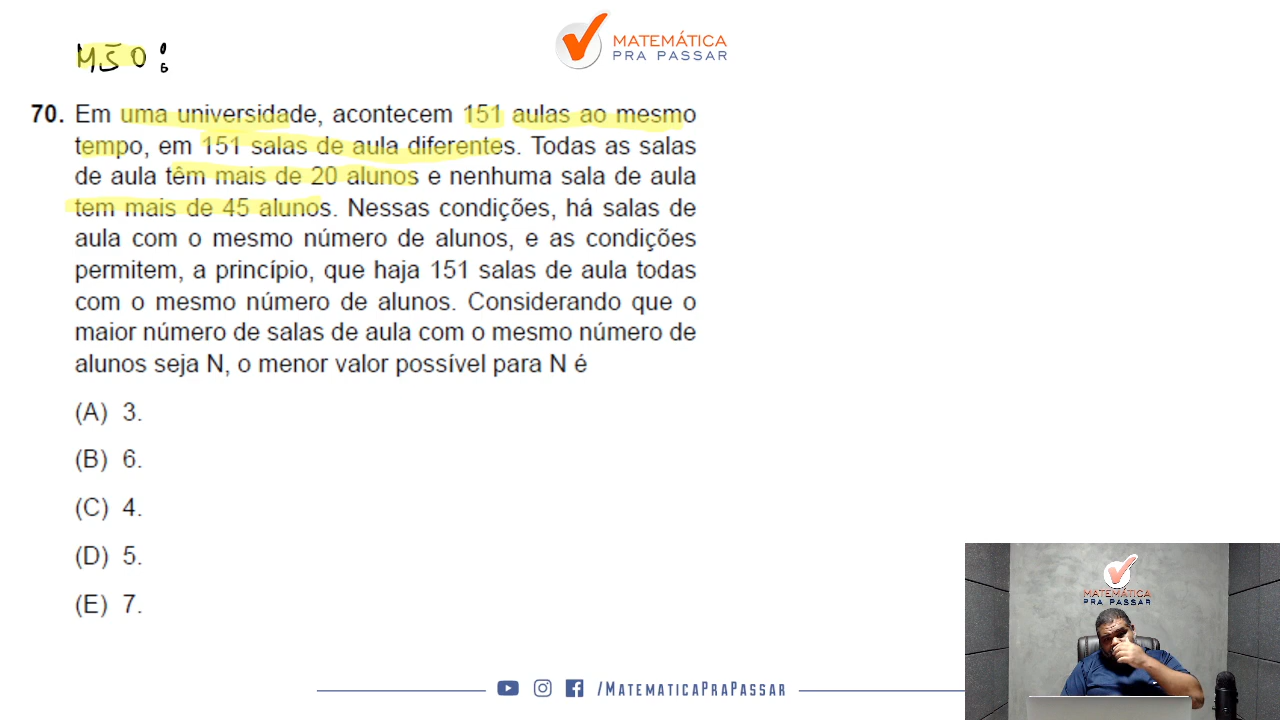 MATEMÁTICA
PRA PASSAR
70. Em uma universidade, acontecem 151 aulas ao mesmo
tempo, em 151 salas de aula diferentes. Todas as salas
de aula têm mais de 20 alunos e nenhuma sala de aula
tem mais de 45 alunos. Nessas condições, há salas de
aula com o mesmo número de alunos, e as condições
permitem, a princípio, que haja 151 salas de aula todas
com o mesmo número de alunos. Considerando que o
maior número de salas de aula com o mesmo número de
alunos seja N, o menor valor possível para N é
(A) 3.
(B) 6.
(C) 4.
(D) 5.
(E) 7.
MATEMÁTICA
PRA PASSAR
/MATEMATICAPRAPASSAR